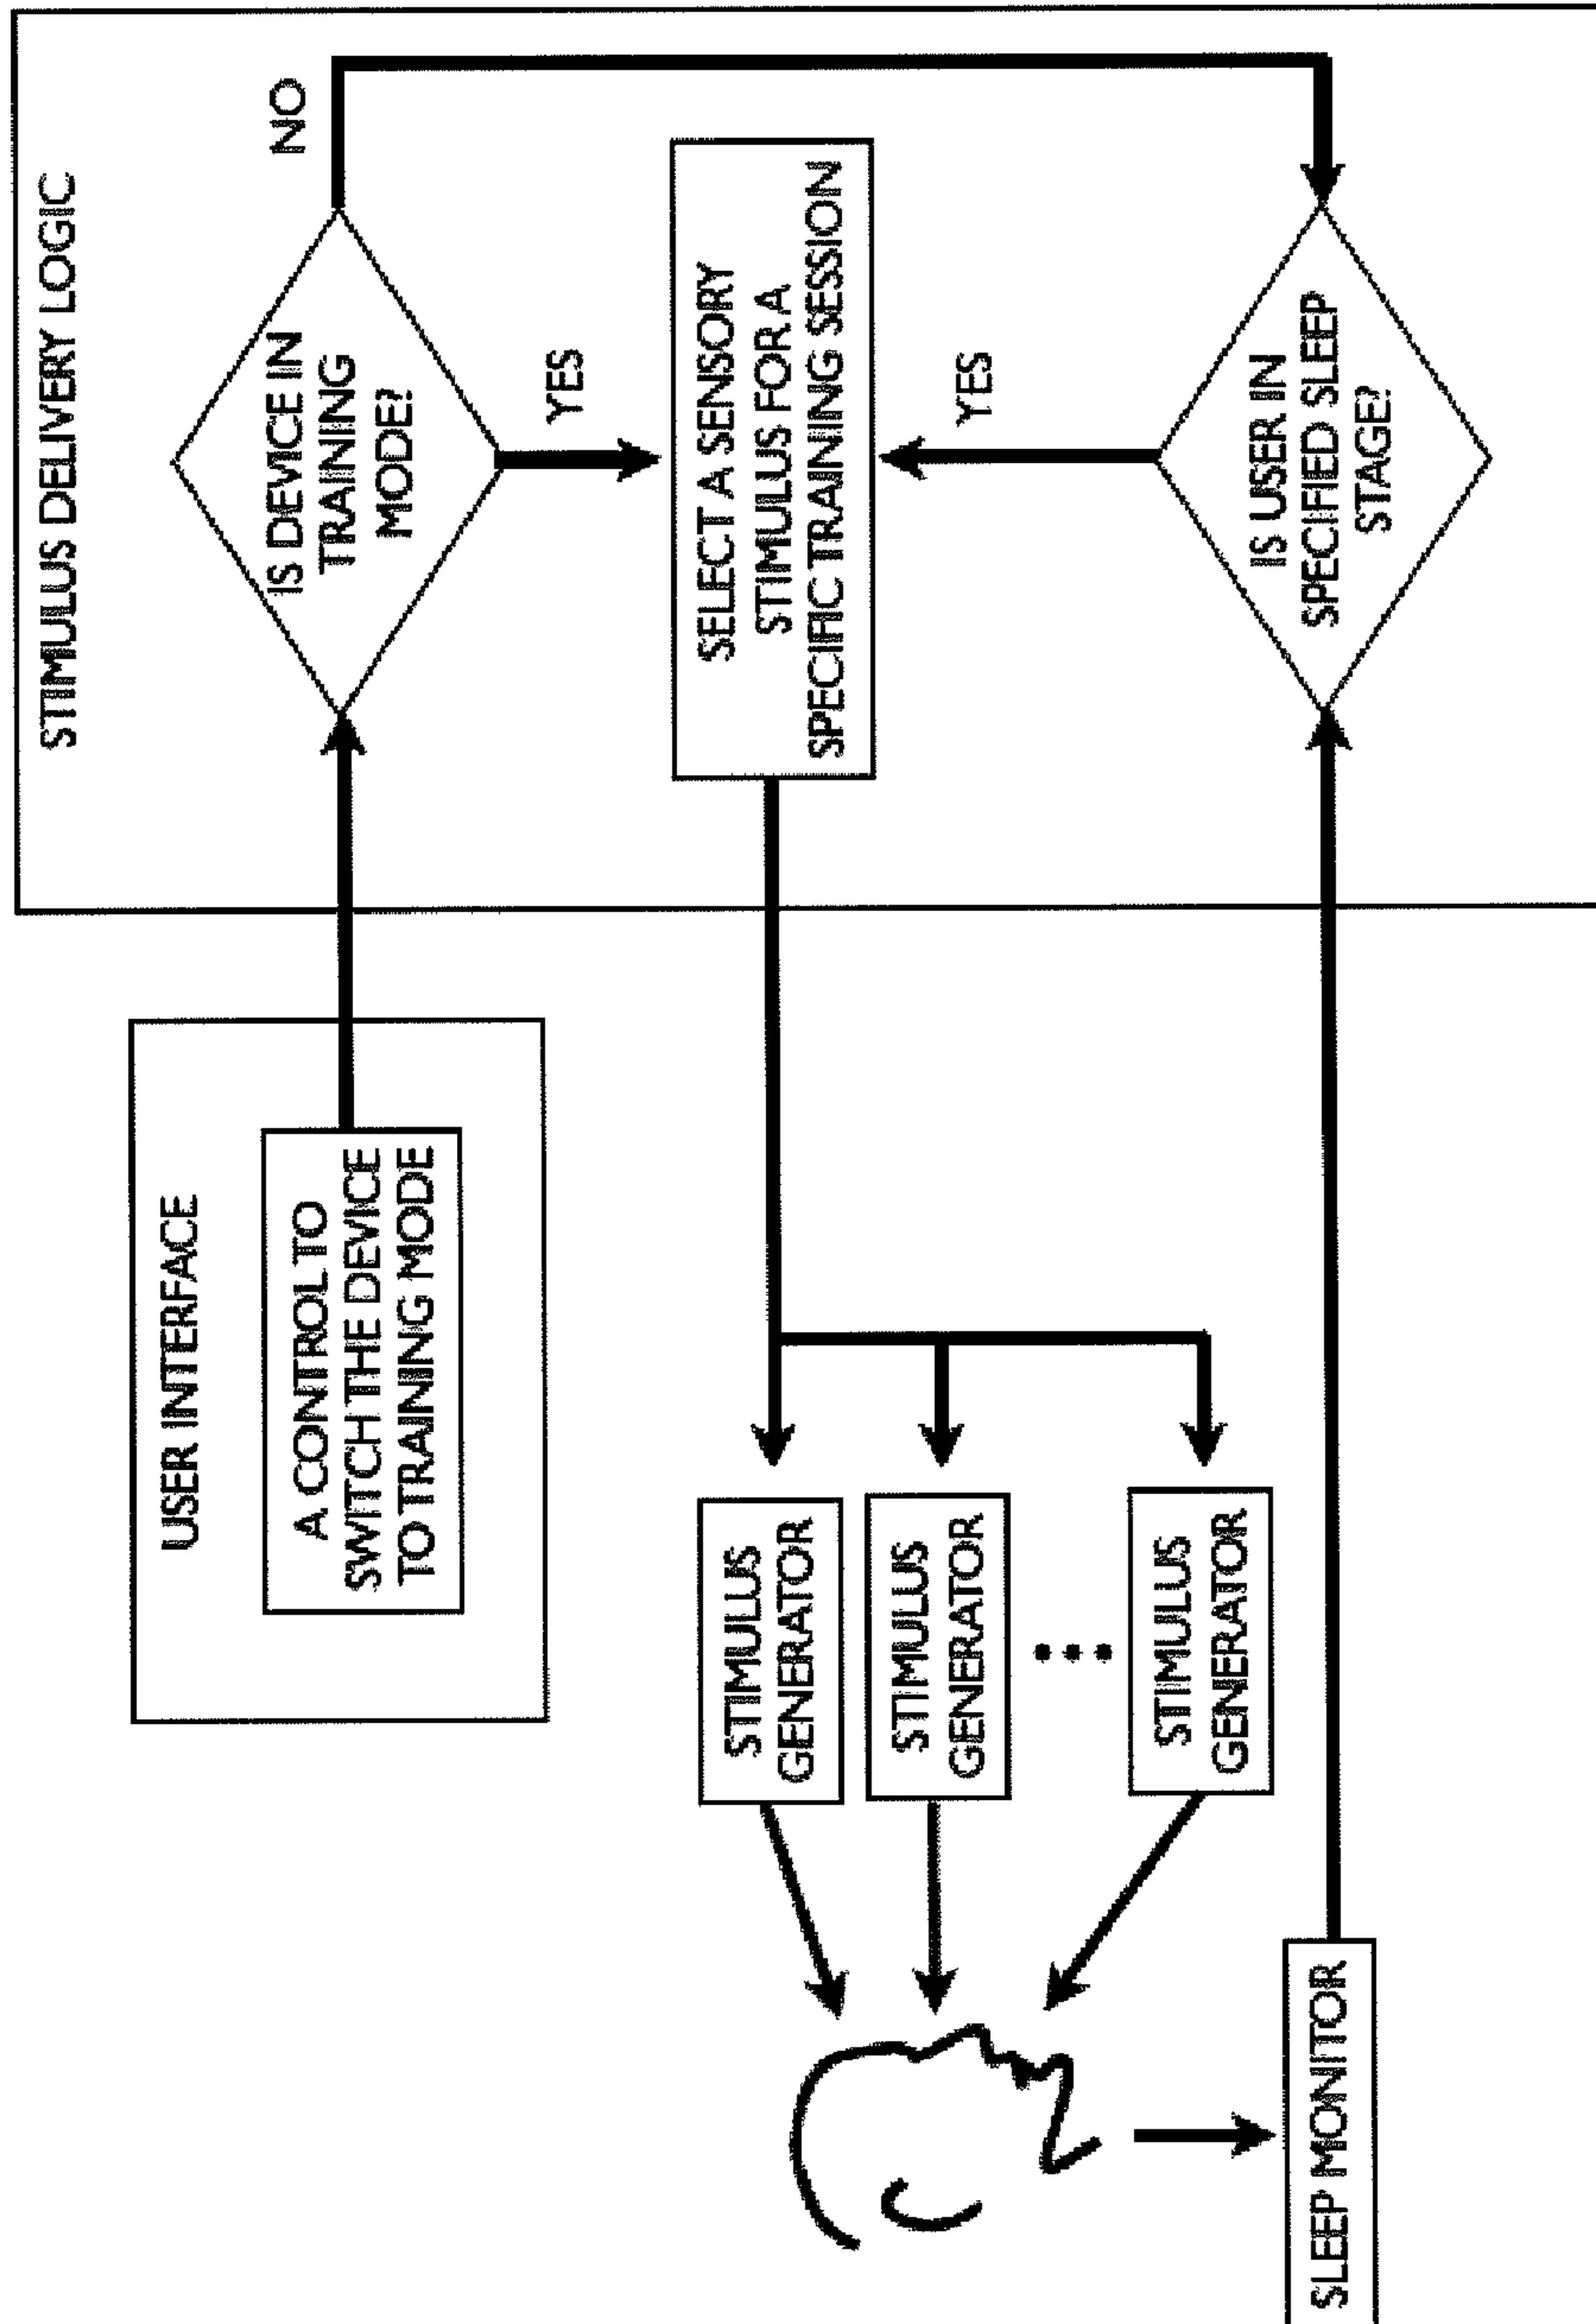 STIMULUS DELIVERY LOGIC
USER INTERFACE
A CONTROL TO
SWITCH THE DEVICE
TO TRAINING MODE
IS DEVICE IN
TRAINING
MODE?
NO
YES
SELECT A SENSORY
STIMULUS FOR A
SPECIFIC TRAINING SESSION
STIMULUS
GENERATOR
STIMULUS
GENERATOR
STIMULUS
GENERATOR
YES
IS USER IN
SPECIFIED SLEEP
STAGE?
SLEEP MONITOR